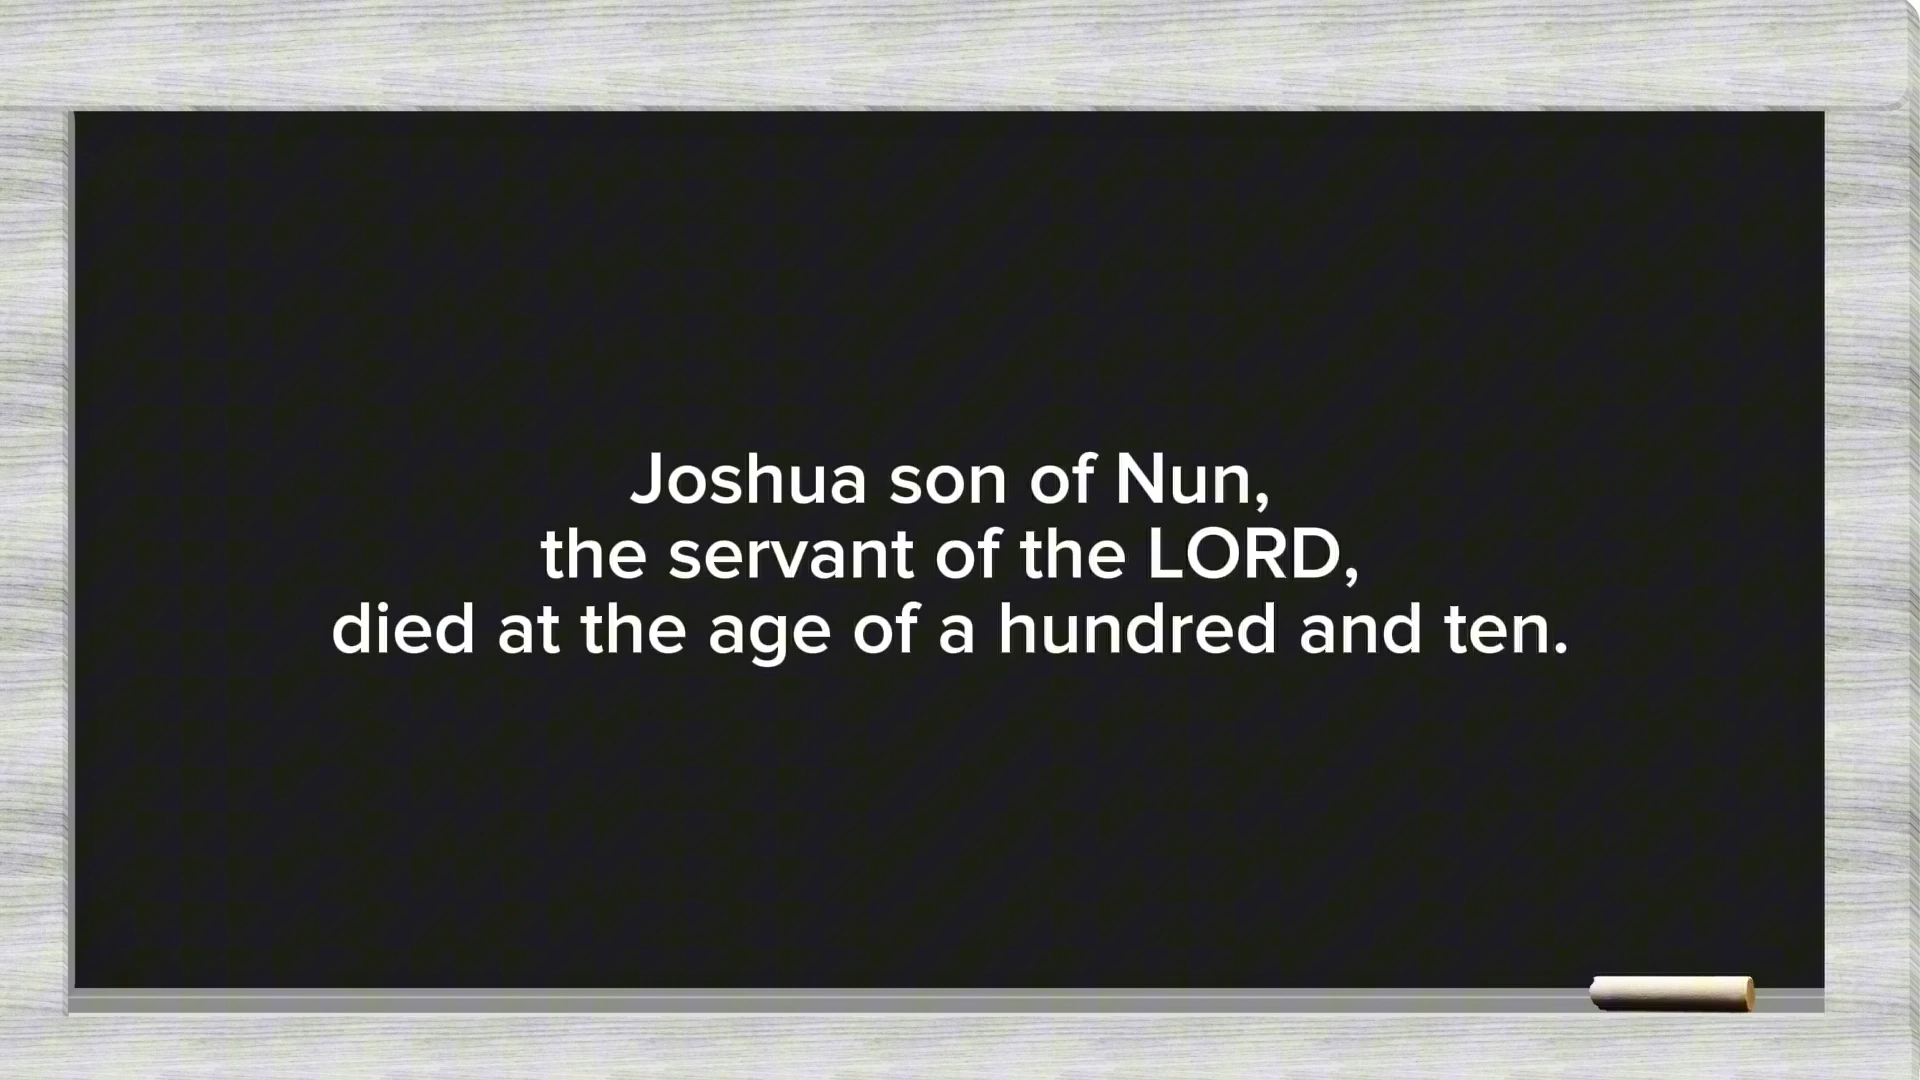 Joshua son of Nun,
the servant of the LORD,
died at the age of a hundred and ten.